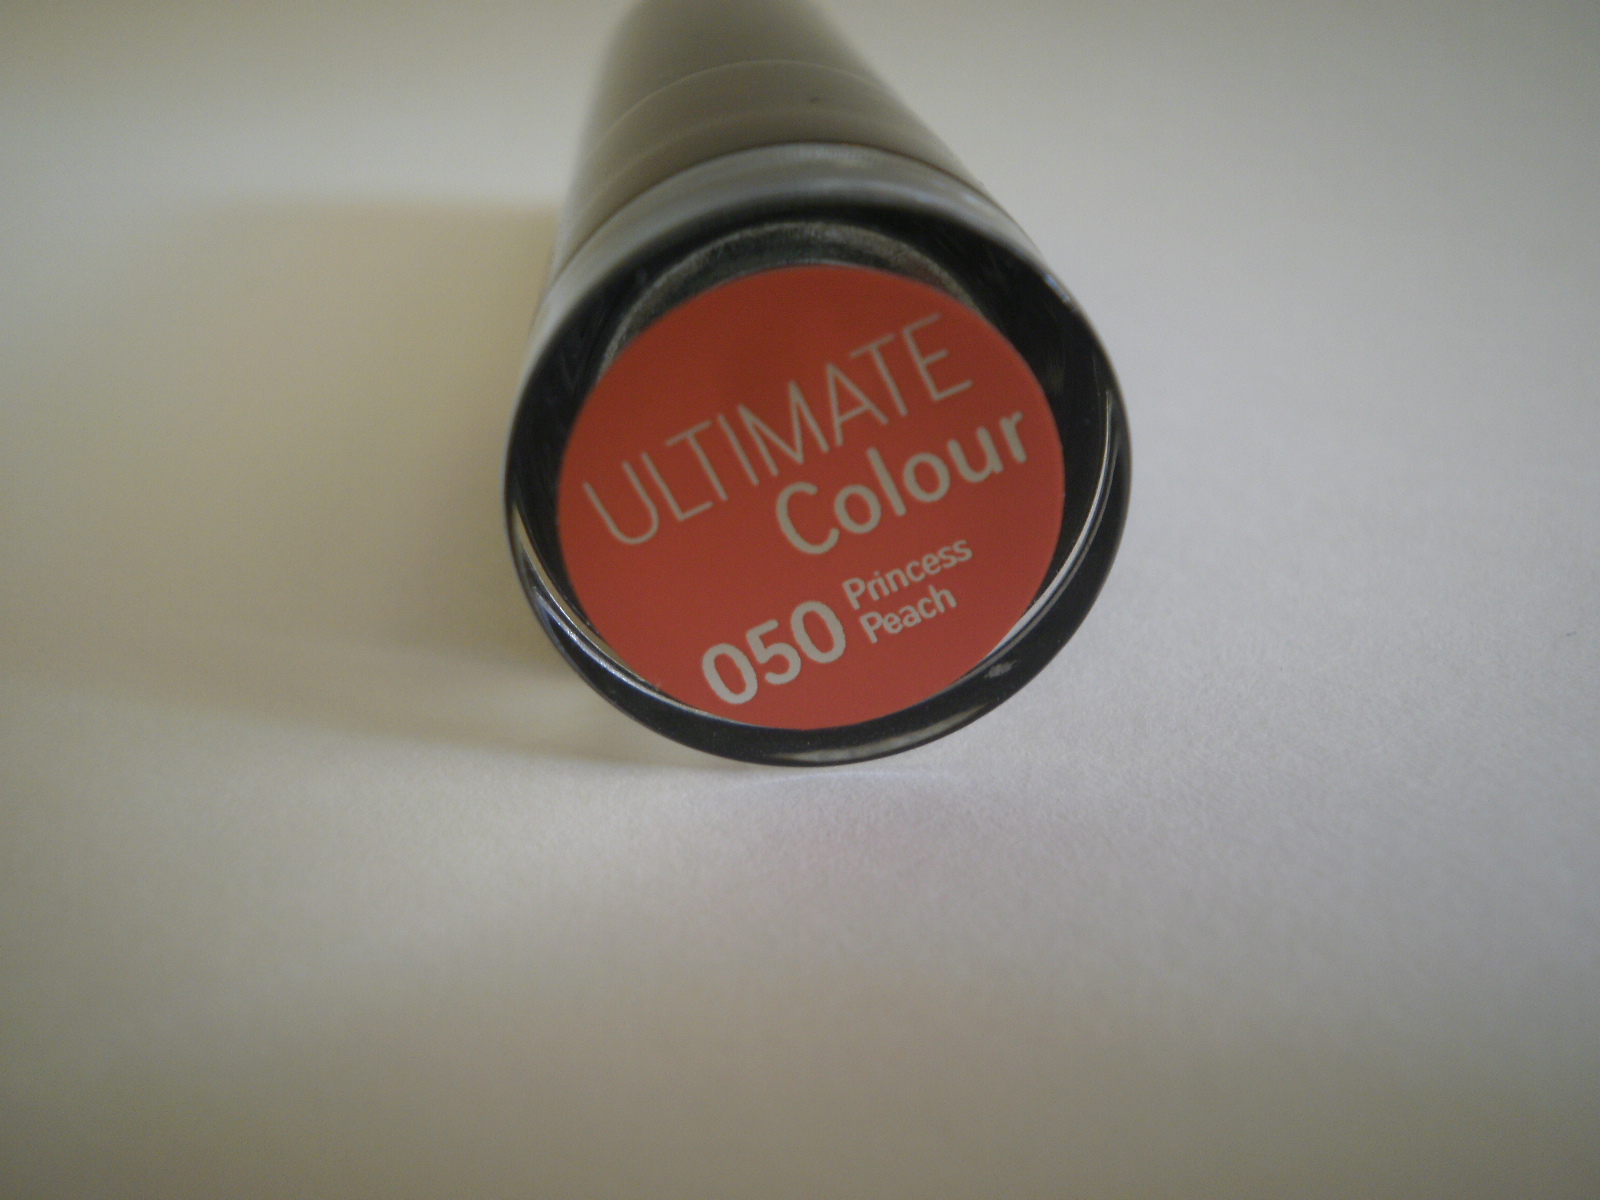 ULTIMATE
Colour
050 Princess
Peach